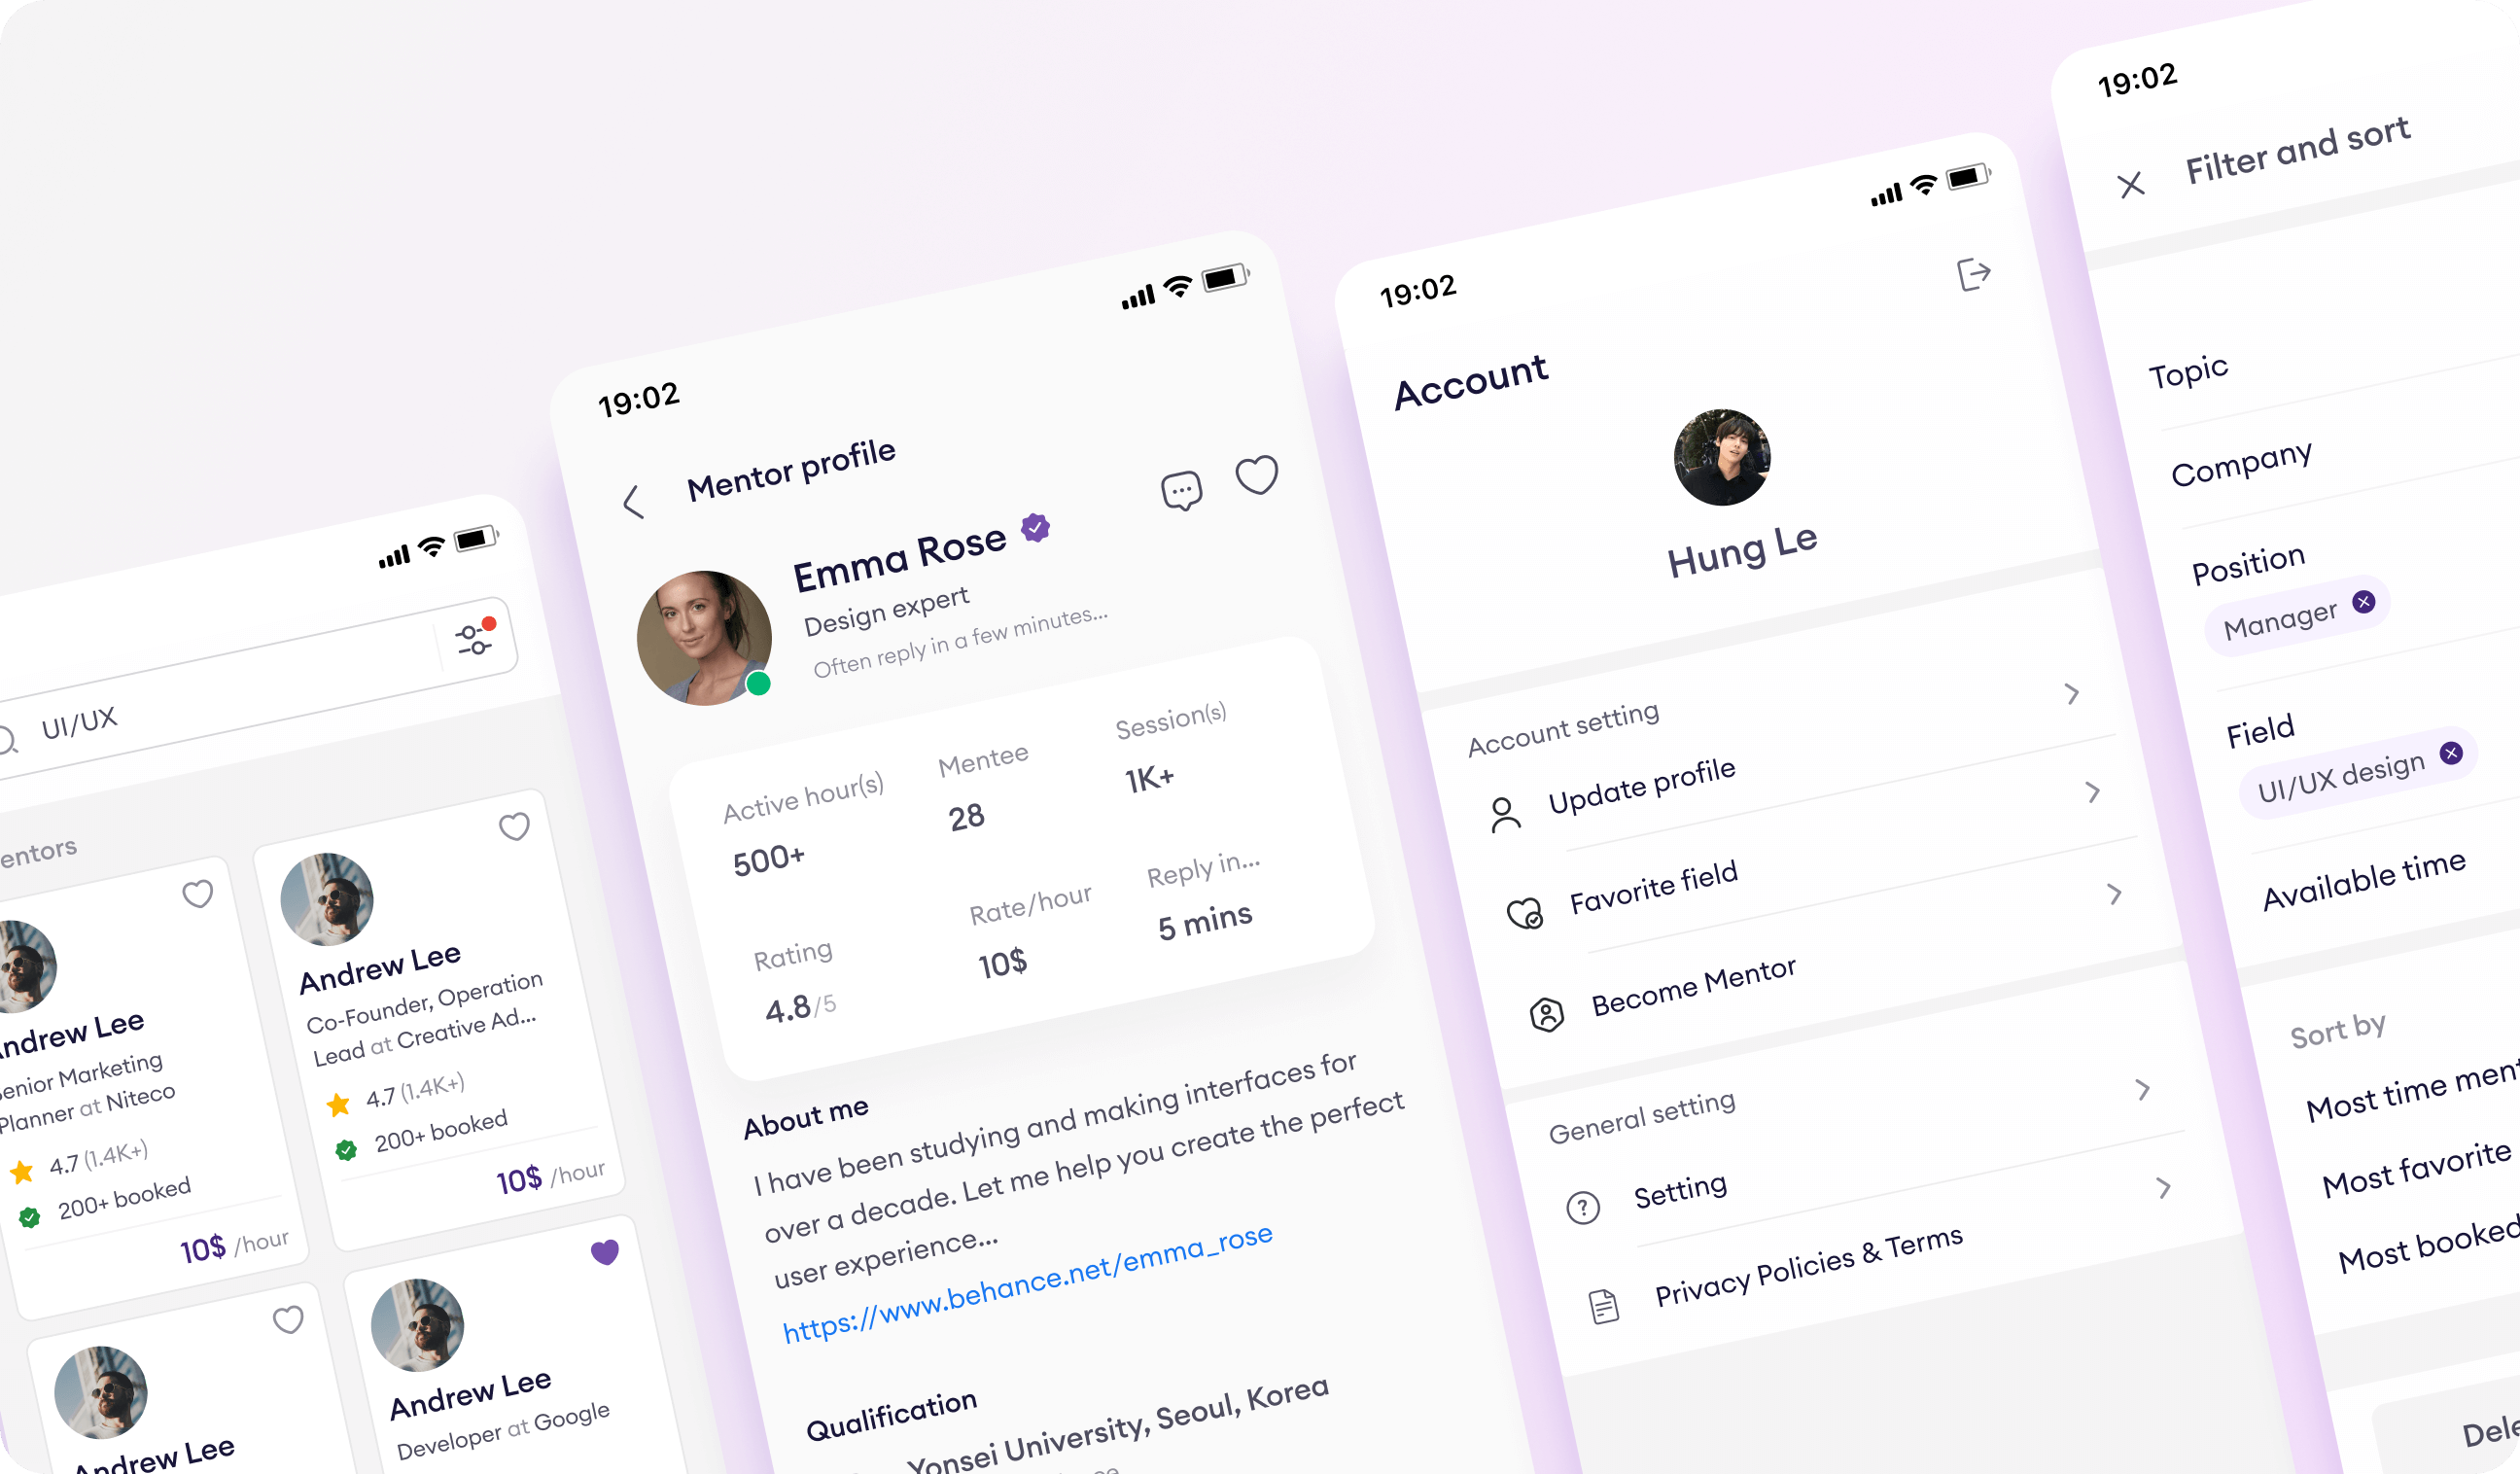 UI/UX
Andrew Lee
Planner at Niteco
4.7 (1.4K+)
200+ booked
10$ /hour
Andrew Lee
Co-Founder, Operation
Lead at Creative Ad...
4.7 (1.4K+)
200+ booked
10$ /hour
Andrew Lee
Andrew Lee
Developer at Google
19:02
Mentor profile
Emma Rose
Design expert
Often reply in a few minutes...
Active hour(s)
500+
Mentee
28
Session(s)
1K+
Rating
4.8/5
Rate/hour
10$
Reply in...
5 mins
About me
I have been studying and making interfaces for
over a decade. Let me help you create the perfect
user experience...
https://www.behance.net/emma_rose
Qualification
Yonsei University, Seoul, Korea
19:02
Account
Hung Le
Account setting
Update profile
Favorite field
Become Mentor
General setting
Setting
Privacy Policies & Terms
19:02
Filter and sort
Topic
Company
Position
Manager
Field
UI/UX design
Available time
Sort by
Most time
Most favorite
Most booked